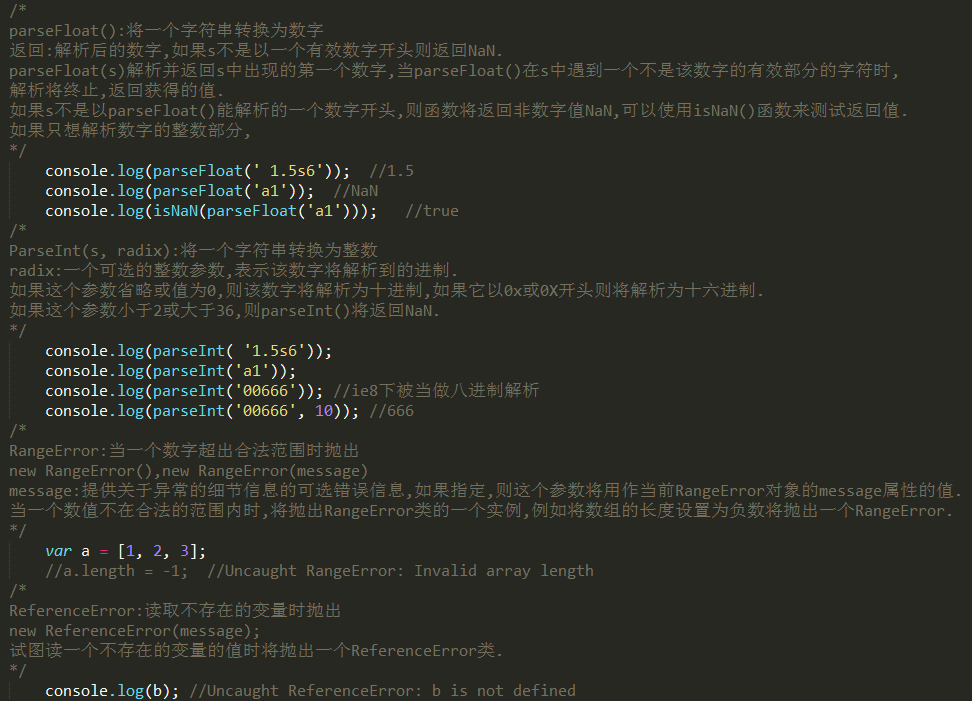 /*
parseFloat():将一个字符串转换为数字
返回:解析后的数字,如果s不是以一个有效数字开头则返回NaN.
parseFloat(s)解析并返回s中出现的第一个数字,当parseFloat()在s中遇到一个不是该数字的有效部分的字符时,
解析将终止,返回获得的值.
如果s不是以parseFloat()能解析的一个数字开头,则函数将返回非数字值NaN,可以使用isNaN()函数来测试返回值.
如果只想解析数字的整数部分,
*/
    console.log(parseFloat(' 1.5s6'));  //1.5
    console.log(parseFloat('a1'));  //NaN
    console.log(isNaN(parseFloat('a1')));   //true
/*
ParseInt(s, radix):将一个字符串转换为整数
radix:一个可选的整数参数,表示该数字将解析到的进制.
如果这个参数省略或值为0,则该数字将解析为十进制,如果它以0x或0X开头则将解析为十六进制.
如果这个参数小于2或大于36,则parseInt()将返回NaN.
*/
    console.log(parseInt( '1.5s6'));
    console.log(parseInt('a1'));
    console.log(parseInt('00666')); //ie8下被当做八进制解析
    console.log(parseInt('00666', 10)); //666
/*
RangeError:当一个数字超出合法范围时抛出
new RangeError(),new RangeError(message)
message:提供关于异常的细节信息的可选错误信息,如果指定,则这个参数将用作当前RangeError对象的message属性的值.
当一个数值不在合法的范围内时,将抛出RangeError类的一个实例,例如将数组的长度设置为负数将抛出一个RangeError.
*/
    var a = [1, 2, 3];
    //a.length = -1;  //Uncaught RangeError: Invalid array length
/*
ReferenceError:读取不存在的变量时抛出
new ReferenceError(message);
试图读一个不存在的变量的值时将抛出一个ReferenceError类.
*/
    console.log(b); //Uncaught ReferenceError: b is not defined